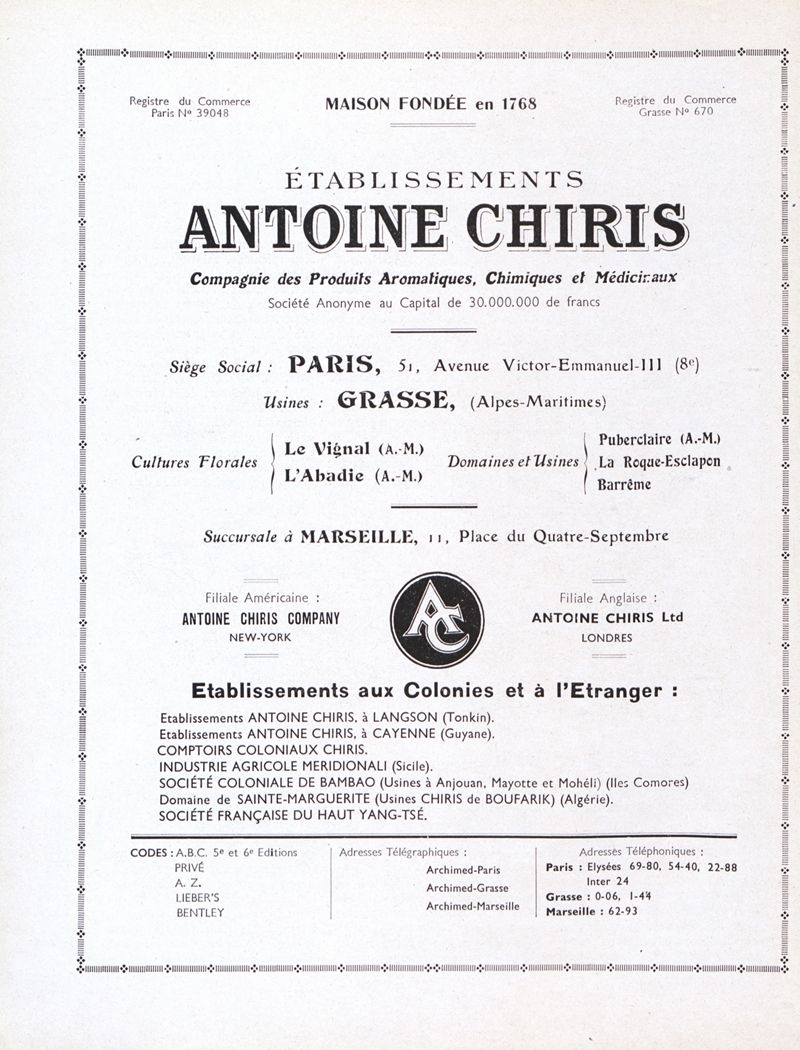 Registre du Commerce
Paris Nº 39048
MAISON FONDÉE en 1768
Registre du Commerce
Grasse Nº 670
ÉTABLISSEMENTS
ANTOINE CHIRIS
Compagnie des Produits Aromatiques, Chimiques et Médicinaux
Société Anonyme au Capital de 30.000.000 de francs
Siège Social : PARIS, 51, Avenue Victor-Emmanuel-III (8e)
Usines : GRASSE, (Alpes-Maritimes)
Cultures Florales
Le Vignal (A.-M.)
L'Abadie (A.-M.)
Domaines et Usines
Puberclaire (A.-M.)
La Roque-Esclapon
Barrême
Succursale à MARSEILLE, 11, Place du Quatre-Septembre
Filiale Américaine :
ANTOINE CHIRIS COMPANY
NEW-YORK
AC
Filiale Anglaise :
ANTOINE CHIRIS Ltd
LONDRES
Etablissements aux Colonies et à l'Etranger :
Etablissements ANTOINE CHIRIS, à LANGSON (Tonkin).
Etablissements ANTOINE CHIRIS, à CAYENNE (Guyane).
COMPTOIRS COLONIAUX CHIRIS.
INDUSTRIE AGRICOLE MERIDIONALI (Sicile).
SOCIÉTÉ COLONIALE DE BAMBAO (Usines à Anjouan, Mayotte et Mohéli) (Iles Comores)
Domaine de SAINTE-MARGUERITE (Usines CHIRIS de BOUFARIK) (Algérie).
SOCIÉTÉ FRANÇAISE DU HAUT YANG-TSÉ.
CODES : A.B.C. 5e et 6e Editions
PRIVÉ
A. Z.
LIEBER'S
BENTLEY
Adresses Télégraphiques :
Archimed-Paris
Archimed-Grasse
Archimed-Marseille
Adresses Téléphoniques :
Paris : Elysées 69-80, 54-40, 22-88
Inter 24
Grasse : 0-06, 1-44
Marseille : 62-93